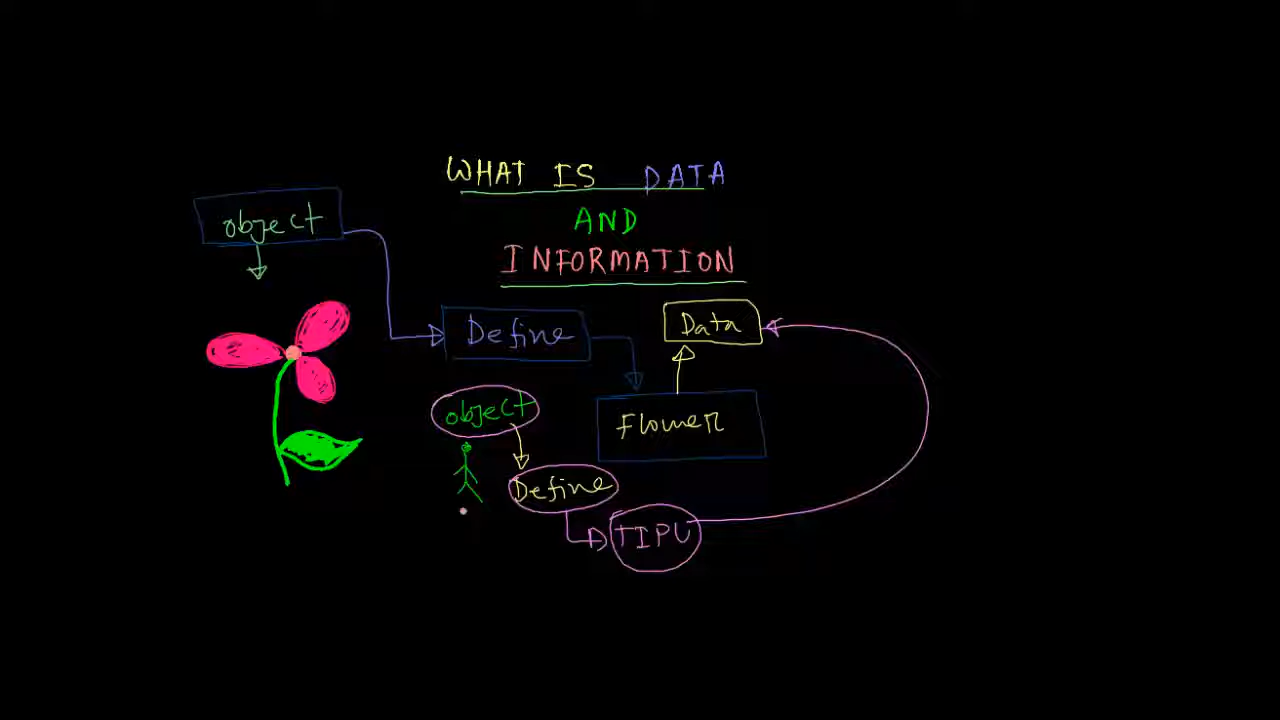 WHAT IS DATA
AND
INFORMATION
object
Define
Data
object
Flower
Define
TIPU